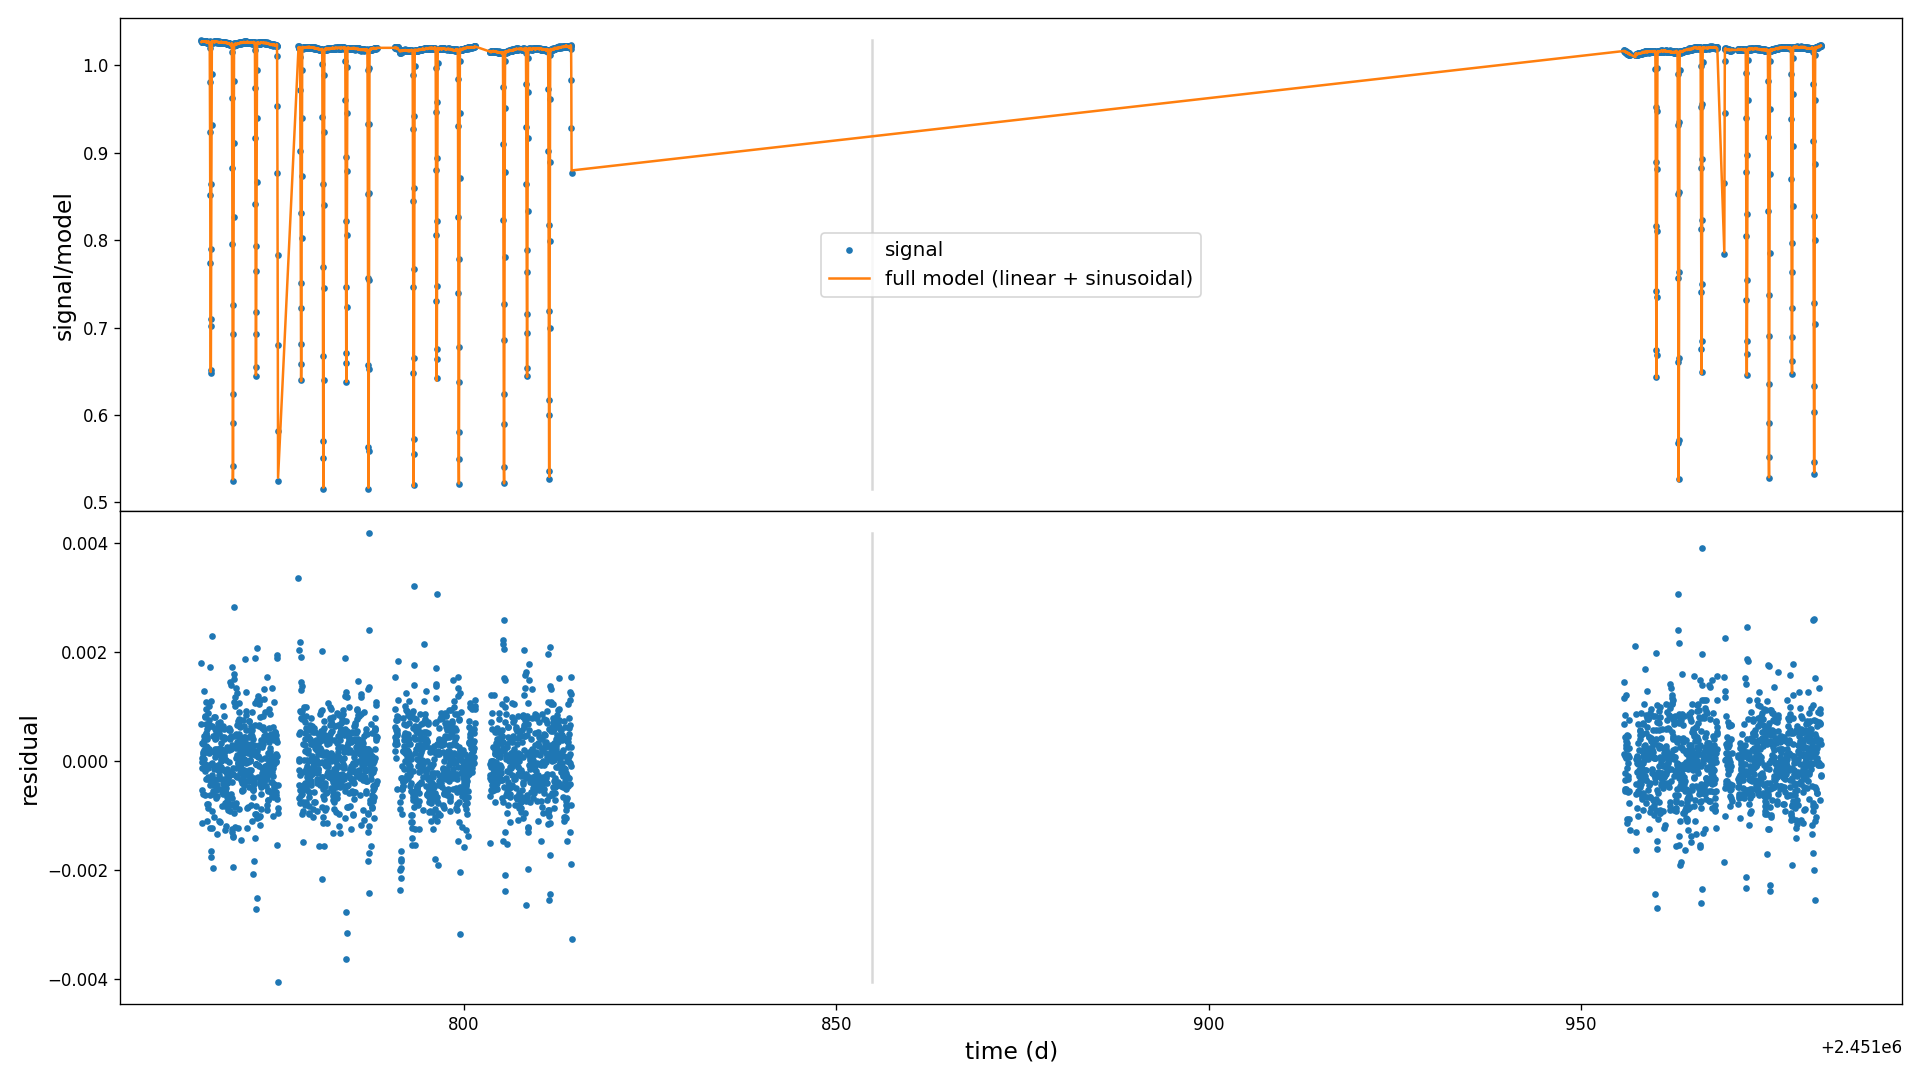 signal/model
1.0
0.9
0.8
0.7
0.6
0.5
signal
full model (linear + sinusoidal)
residual
0.004
0.002
0.000
−0.002
−0.004
800
850
900
950
time (d)
+2.451e6